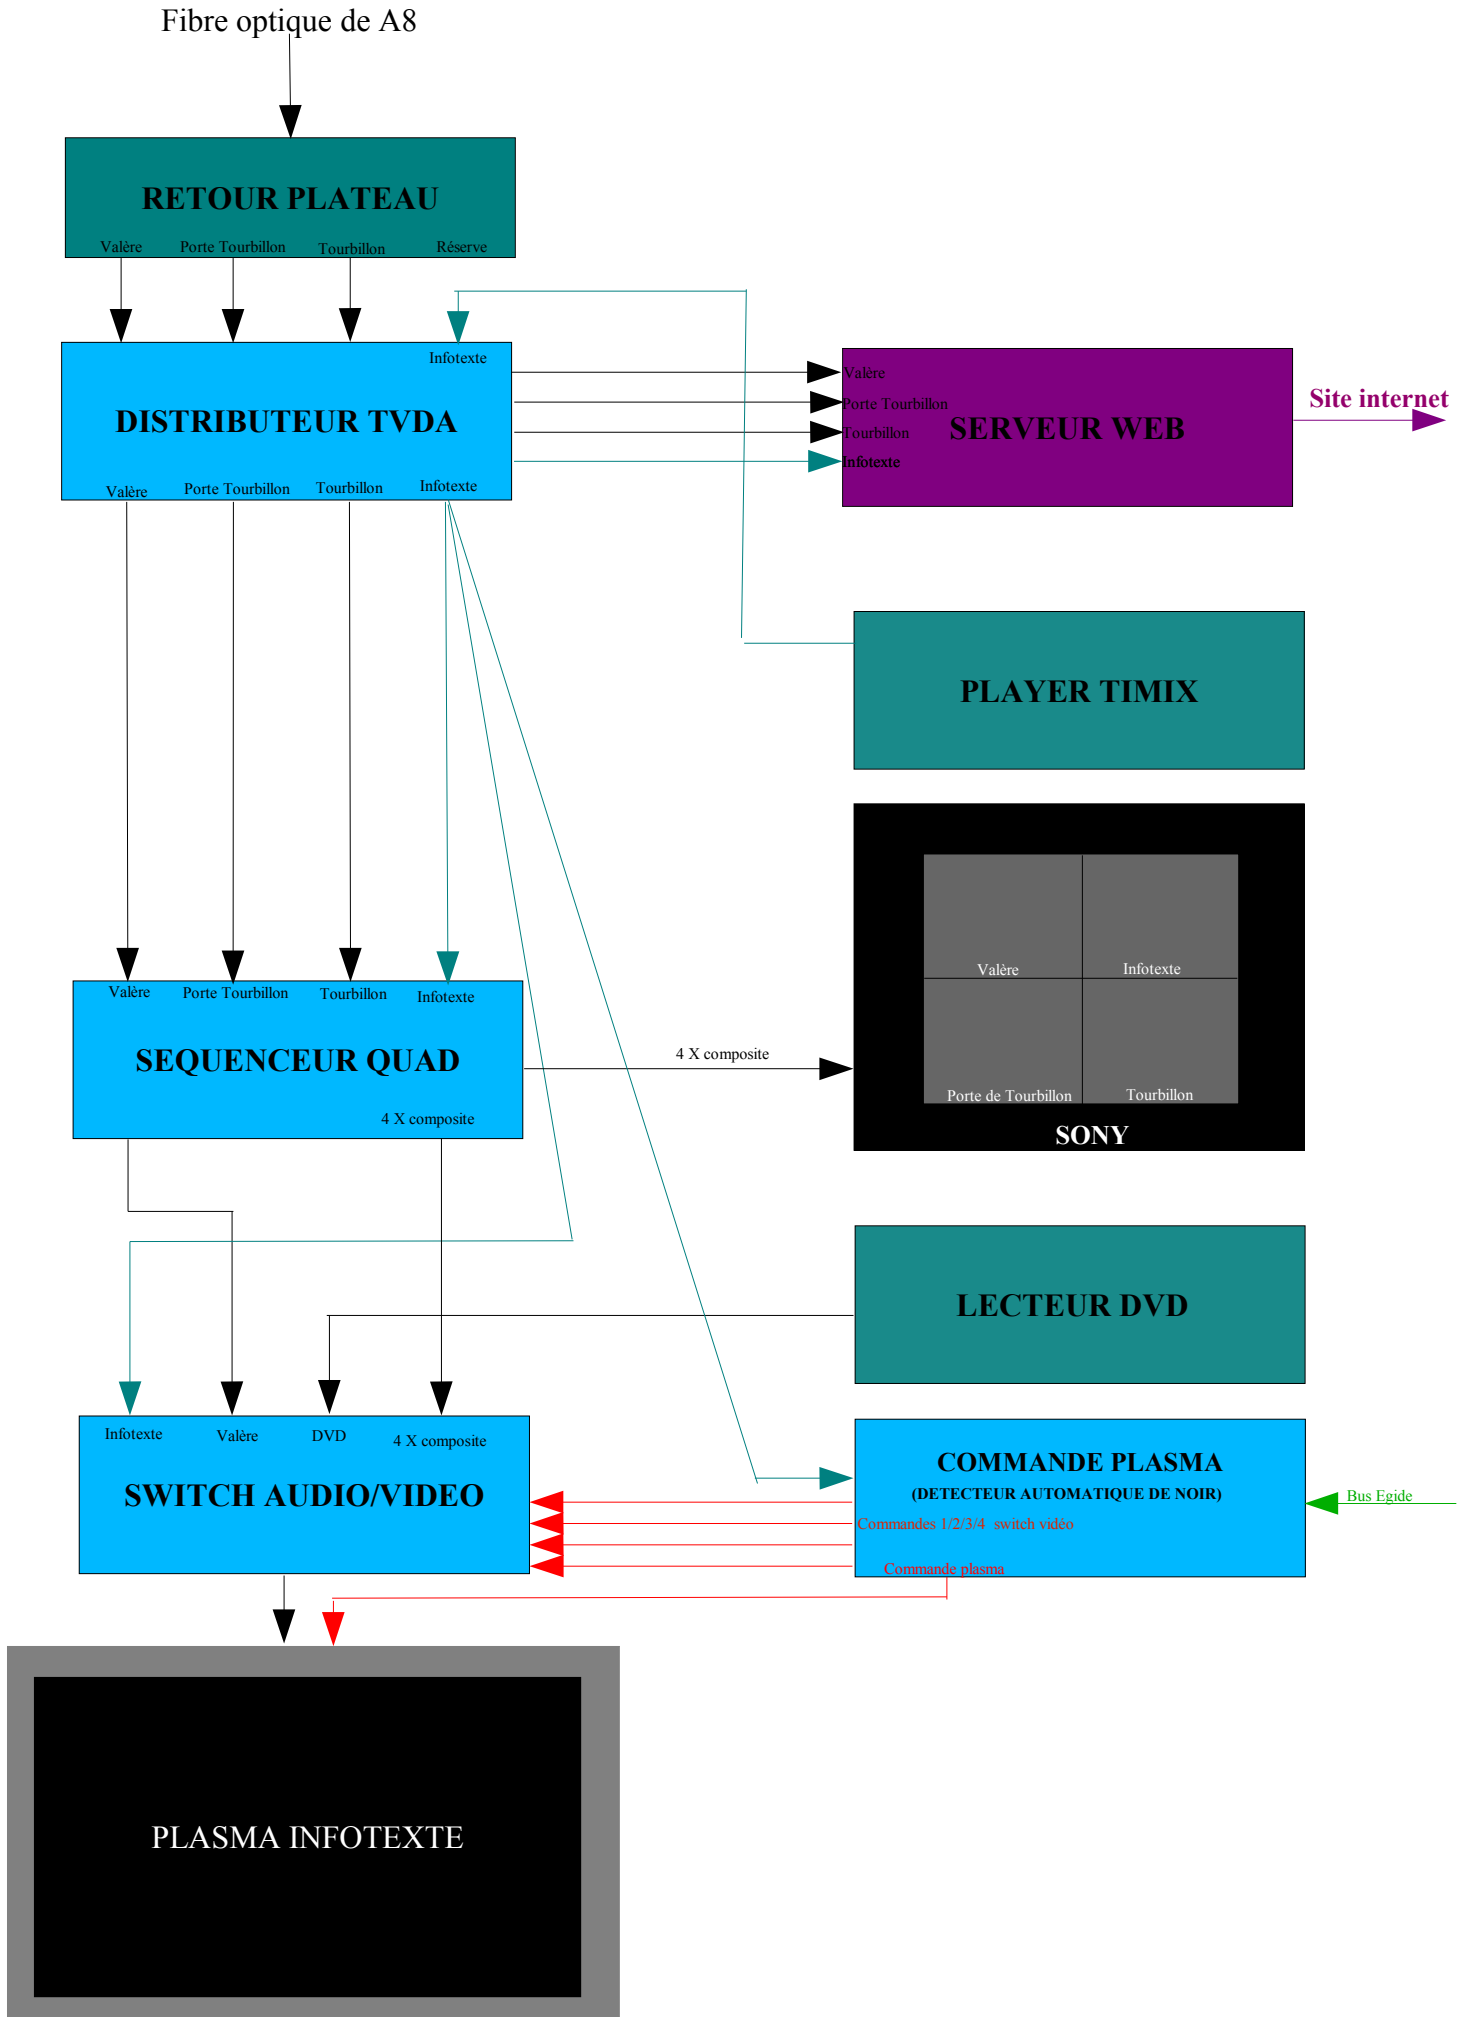 Fibre optique de A8
RETOUR PLATEAU
Valère Porte Tourbillon Tourbillon Réserve
Infotexte
DISTRIBUTEUR TVDA
Valère Porte Tourbillon Tourbillon Infotexte
Valère
Porte Tourbillon
Tourbillon
Infotexte
SERVEUR WEB
Site internet
PLAYER TIMIX
Valère Infotexte
Porte de Tourbillon Tourbillon
SONY
Valère Porte Tourbillon Tourbillon Infotexte
SEQUENCEUR QUAD
4 X composite
4 X composite
LECTEUR DVD
Infotexte Valère DVD 4 X composite
SWITCH AUDIO/VIDEO
COMMANDE PLASMA
(DETECTEUR AUTOMATIQUE DE NOIR)
Commandes 1/2/3/4 switch vidéo
Commande plasma
Bus Egide
PLASMA INFOTEXTE